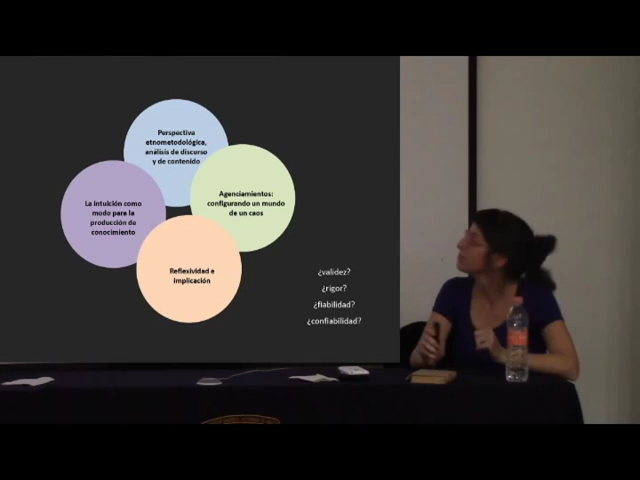 Perspectiva
etnometodológica,
análisis de discurso
y de contenido
Agenciamientos:
configurando un mundo
de un caos
La intuición como
modo para la
producción de
conocimiento
Reflexividad e
implicación
¿validez?
¿rigor?
¿fiabilidad?
¿confiabilidad?